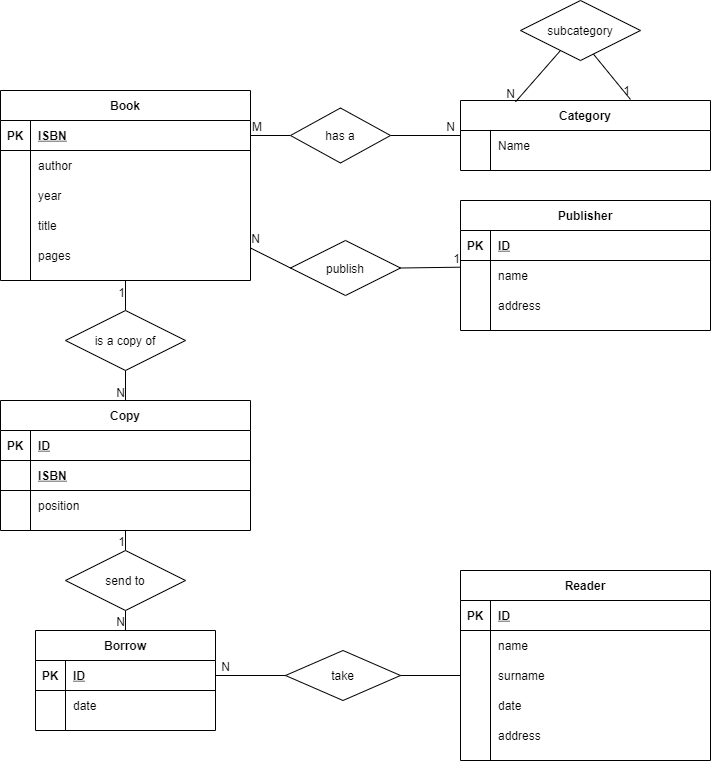 subcategory
N 1
Book
PK ISBN
author
year
title
pages
M has a N
Category
Name
N publish 1
Publisher
PK ID
name
address
1
is a copy of
N
Copy
PK ID
ISBN
position
1
send to
N
Borrow
PK ID
date
N take
Reader
PK ID
name
surname
date
address